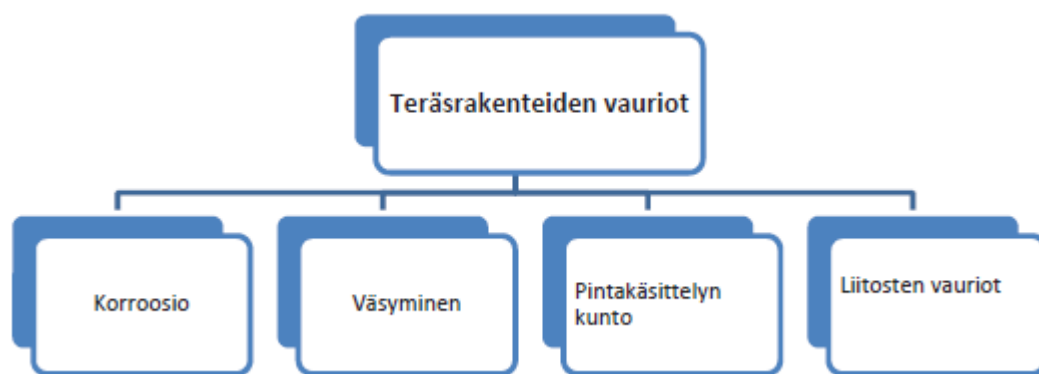 Teräsrakenteiden vauriot
Korroosio
Väsyminen
Pintakäsittelyn
kunto
Liitosten vauriot